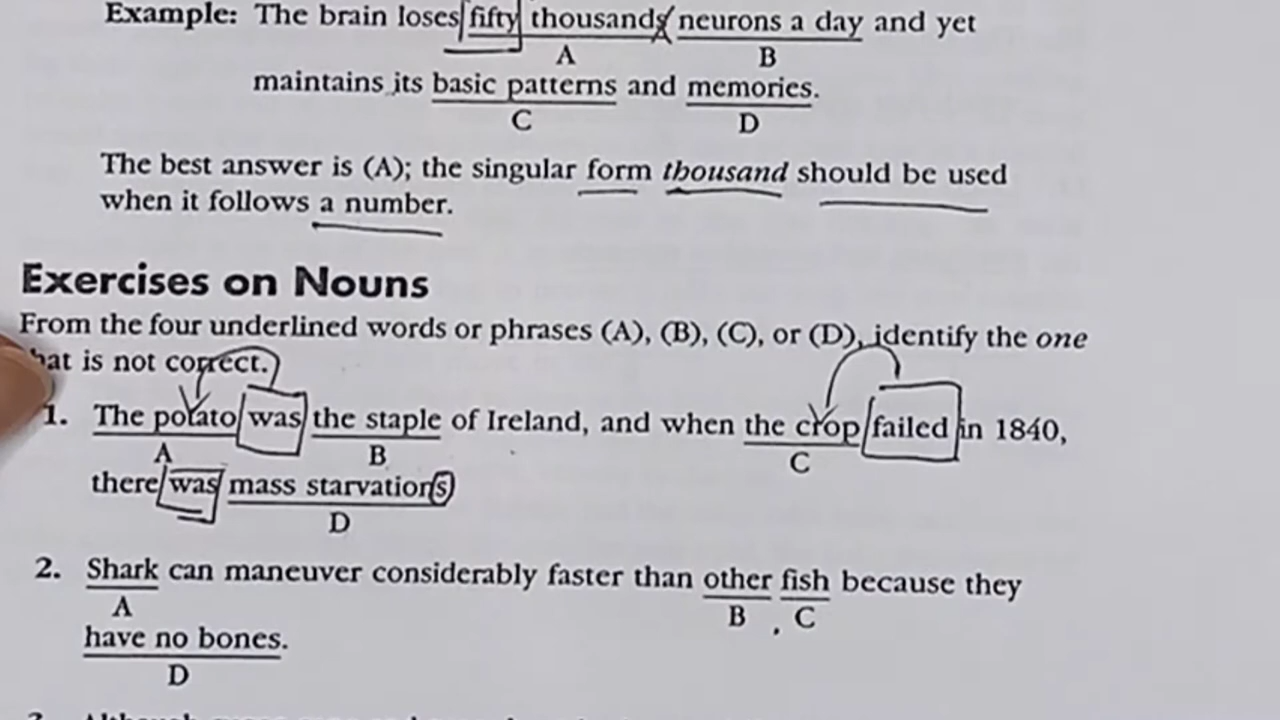 Example: The brain loses fifty thousands neurons a day and yet
A B
maintains its basic patterns and memories.
C D
The best answer is (A); the singular form thousand should be used
when it follows a number.
Exercises on Nouns
From the four underlined words or phrases (A), (B), (C), or (D), identify the one
hat is not correct.
1. The potato was the staple of Ireland, and when the crop failed in 1840,
A B C
there was mass starvations
D
2. Shark can maneuver considerably faster than other fish because they
A B C
have no bones.
D